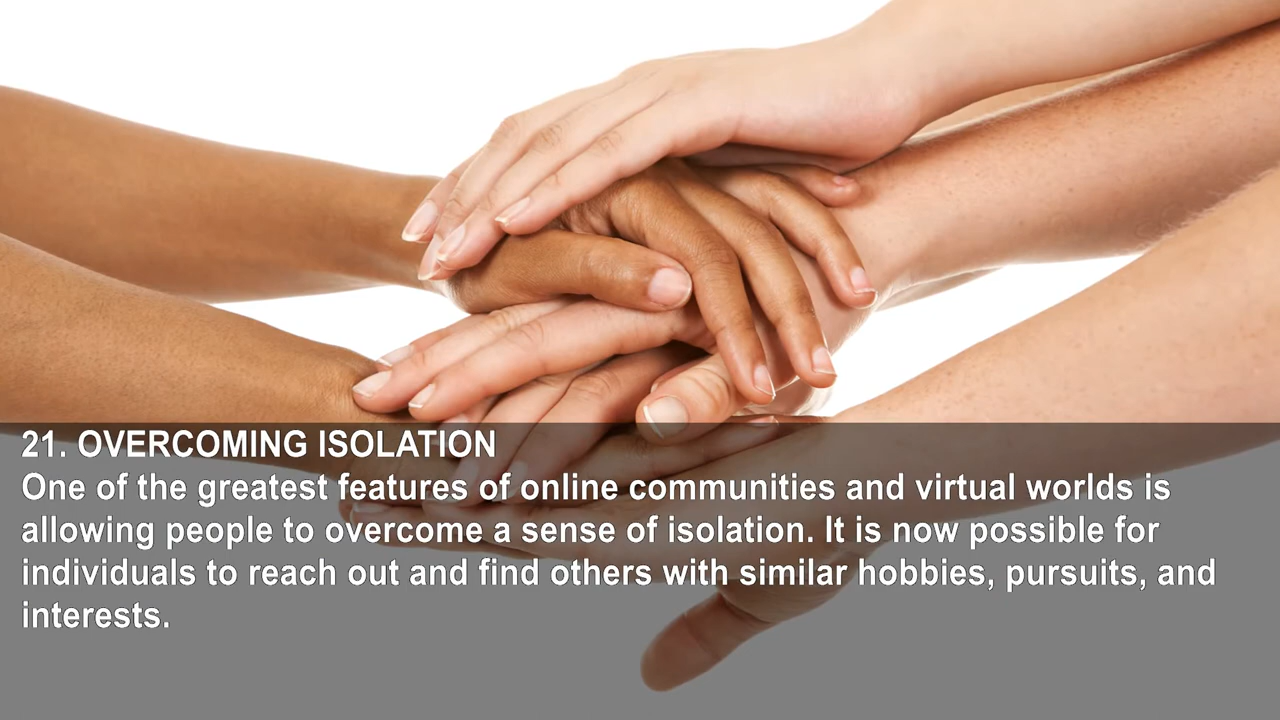 21. OVERCOMING ISOLATION
One of the greatest features of online communities and virtual worlds is
allowing people to overcome a sense of isolation. It is now possible for
individuals to reach out and find others with similar hobbies, pursuits, and
interests.